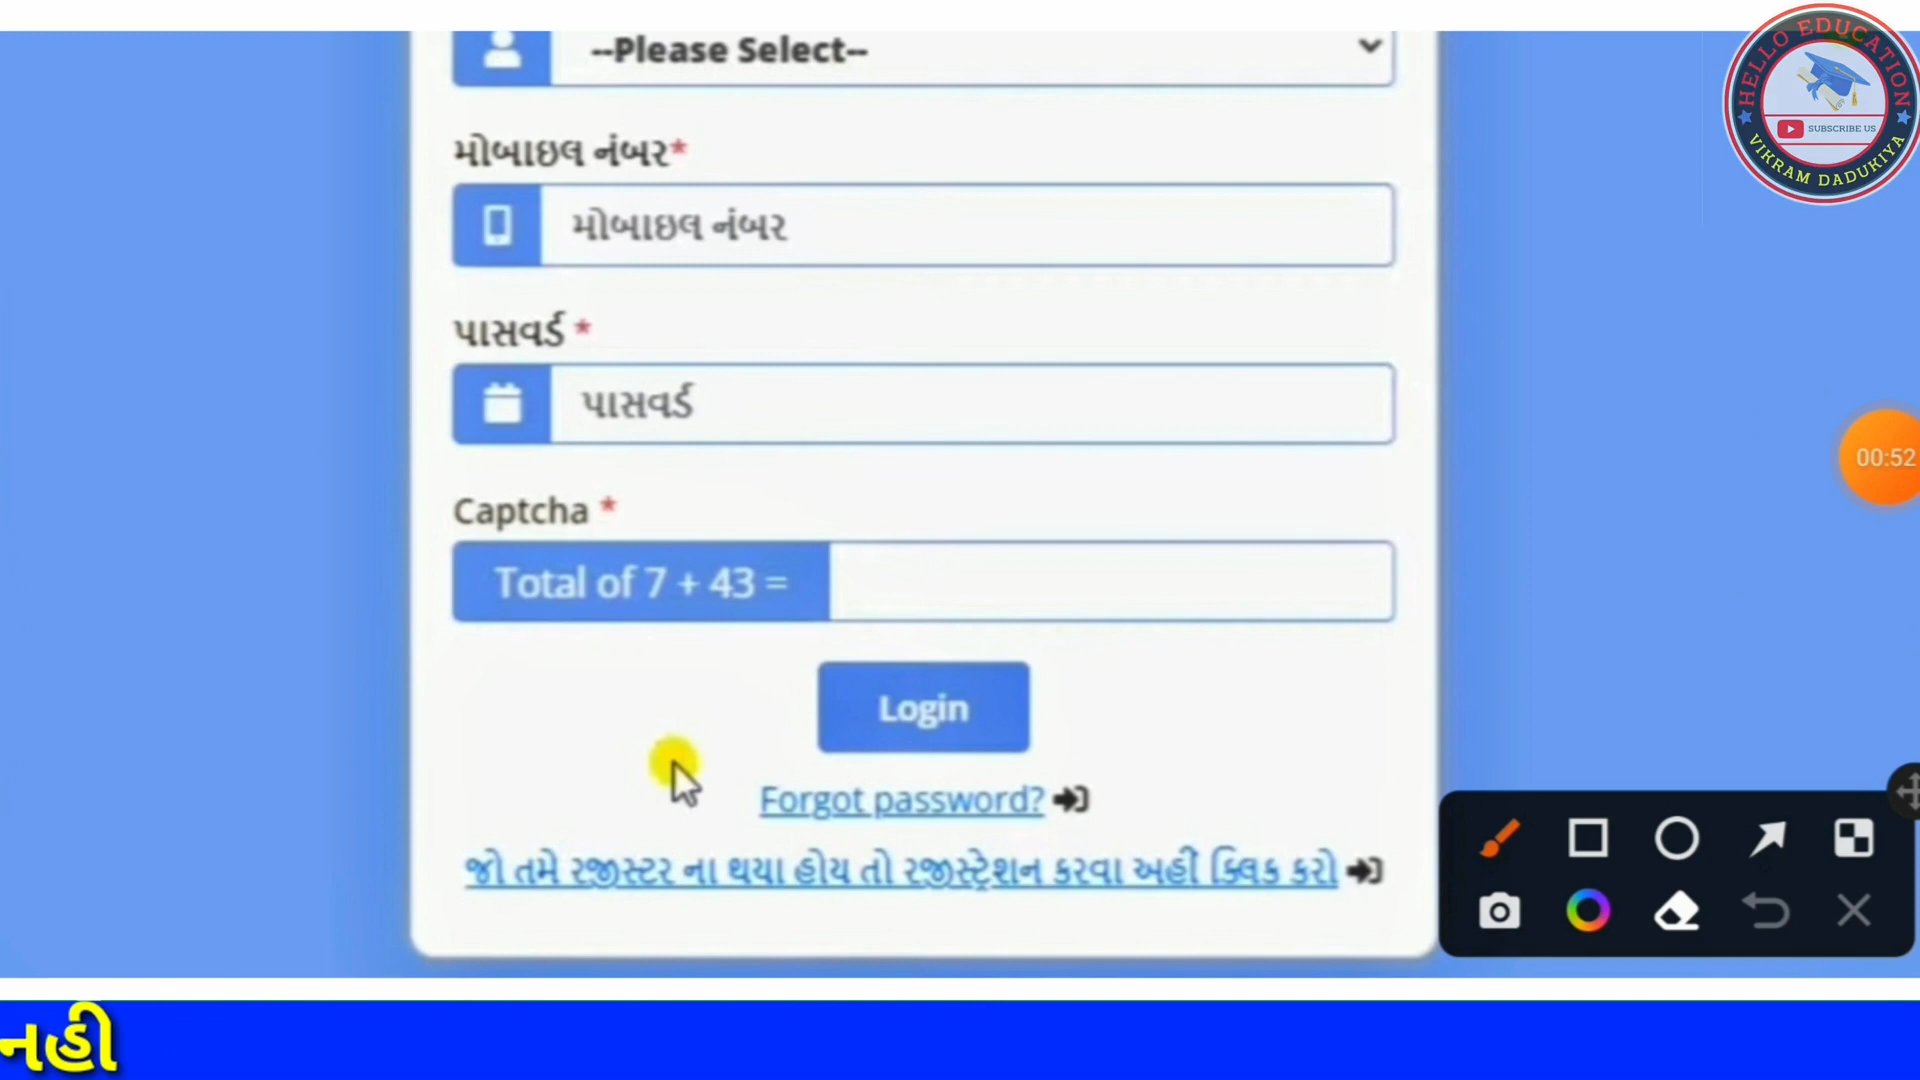 --Please Select--
મોબાઇલ નંબર*
મોબાઇલ નંબર
પાસવર્ડ *
પાસવર્ડ
Captcha *
Total of 7 + 43 =
Login
Forgot password?
જો તમે રજીસ્ટર ના થયા હોય તો રજીસ્ટ્રેશન કરવા અહીં ક્લિક કરો
HELLO EDUCATION
SUBSCRIBE US
VIKRAM DADUKIYA
00:52
નહી